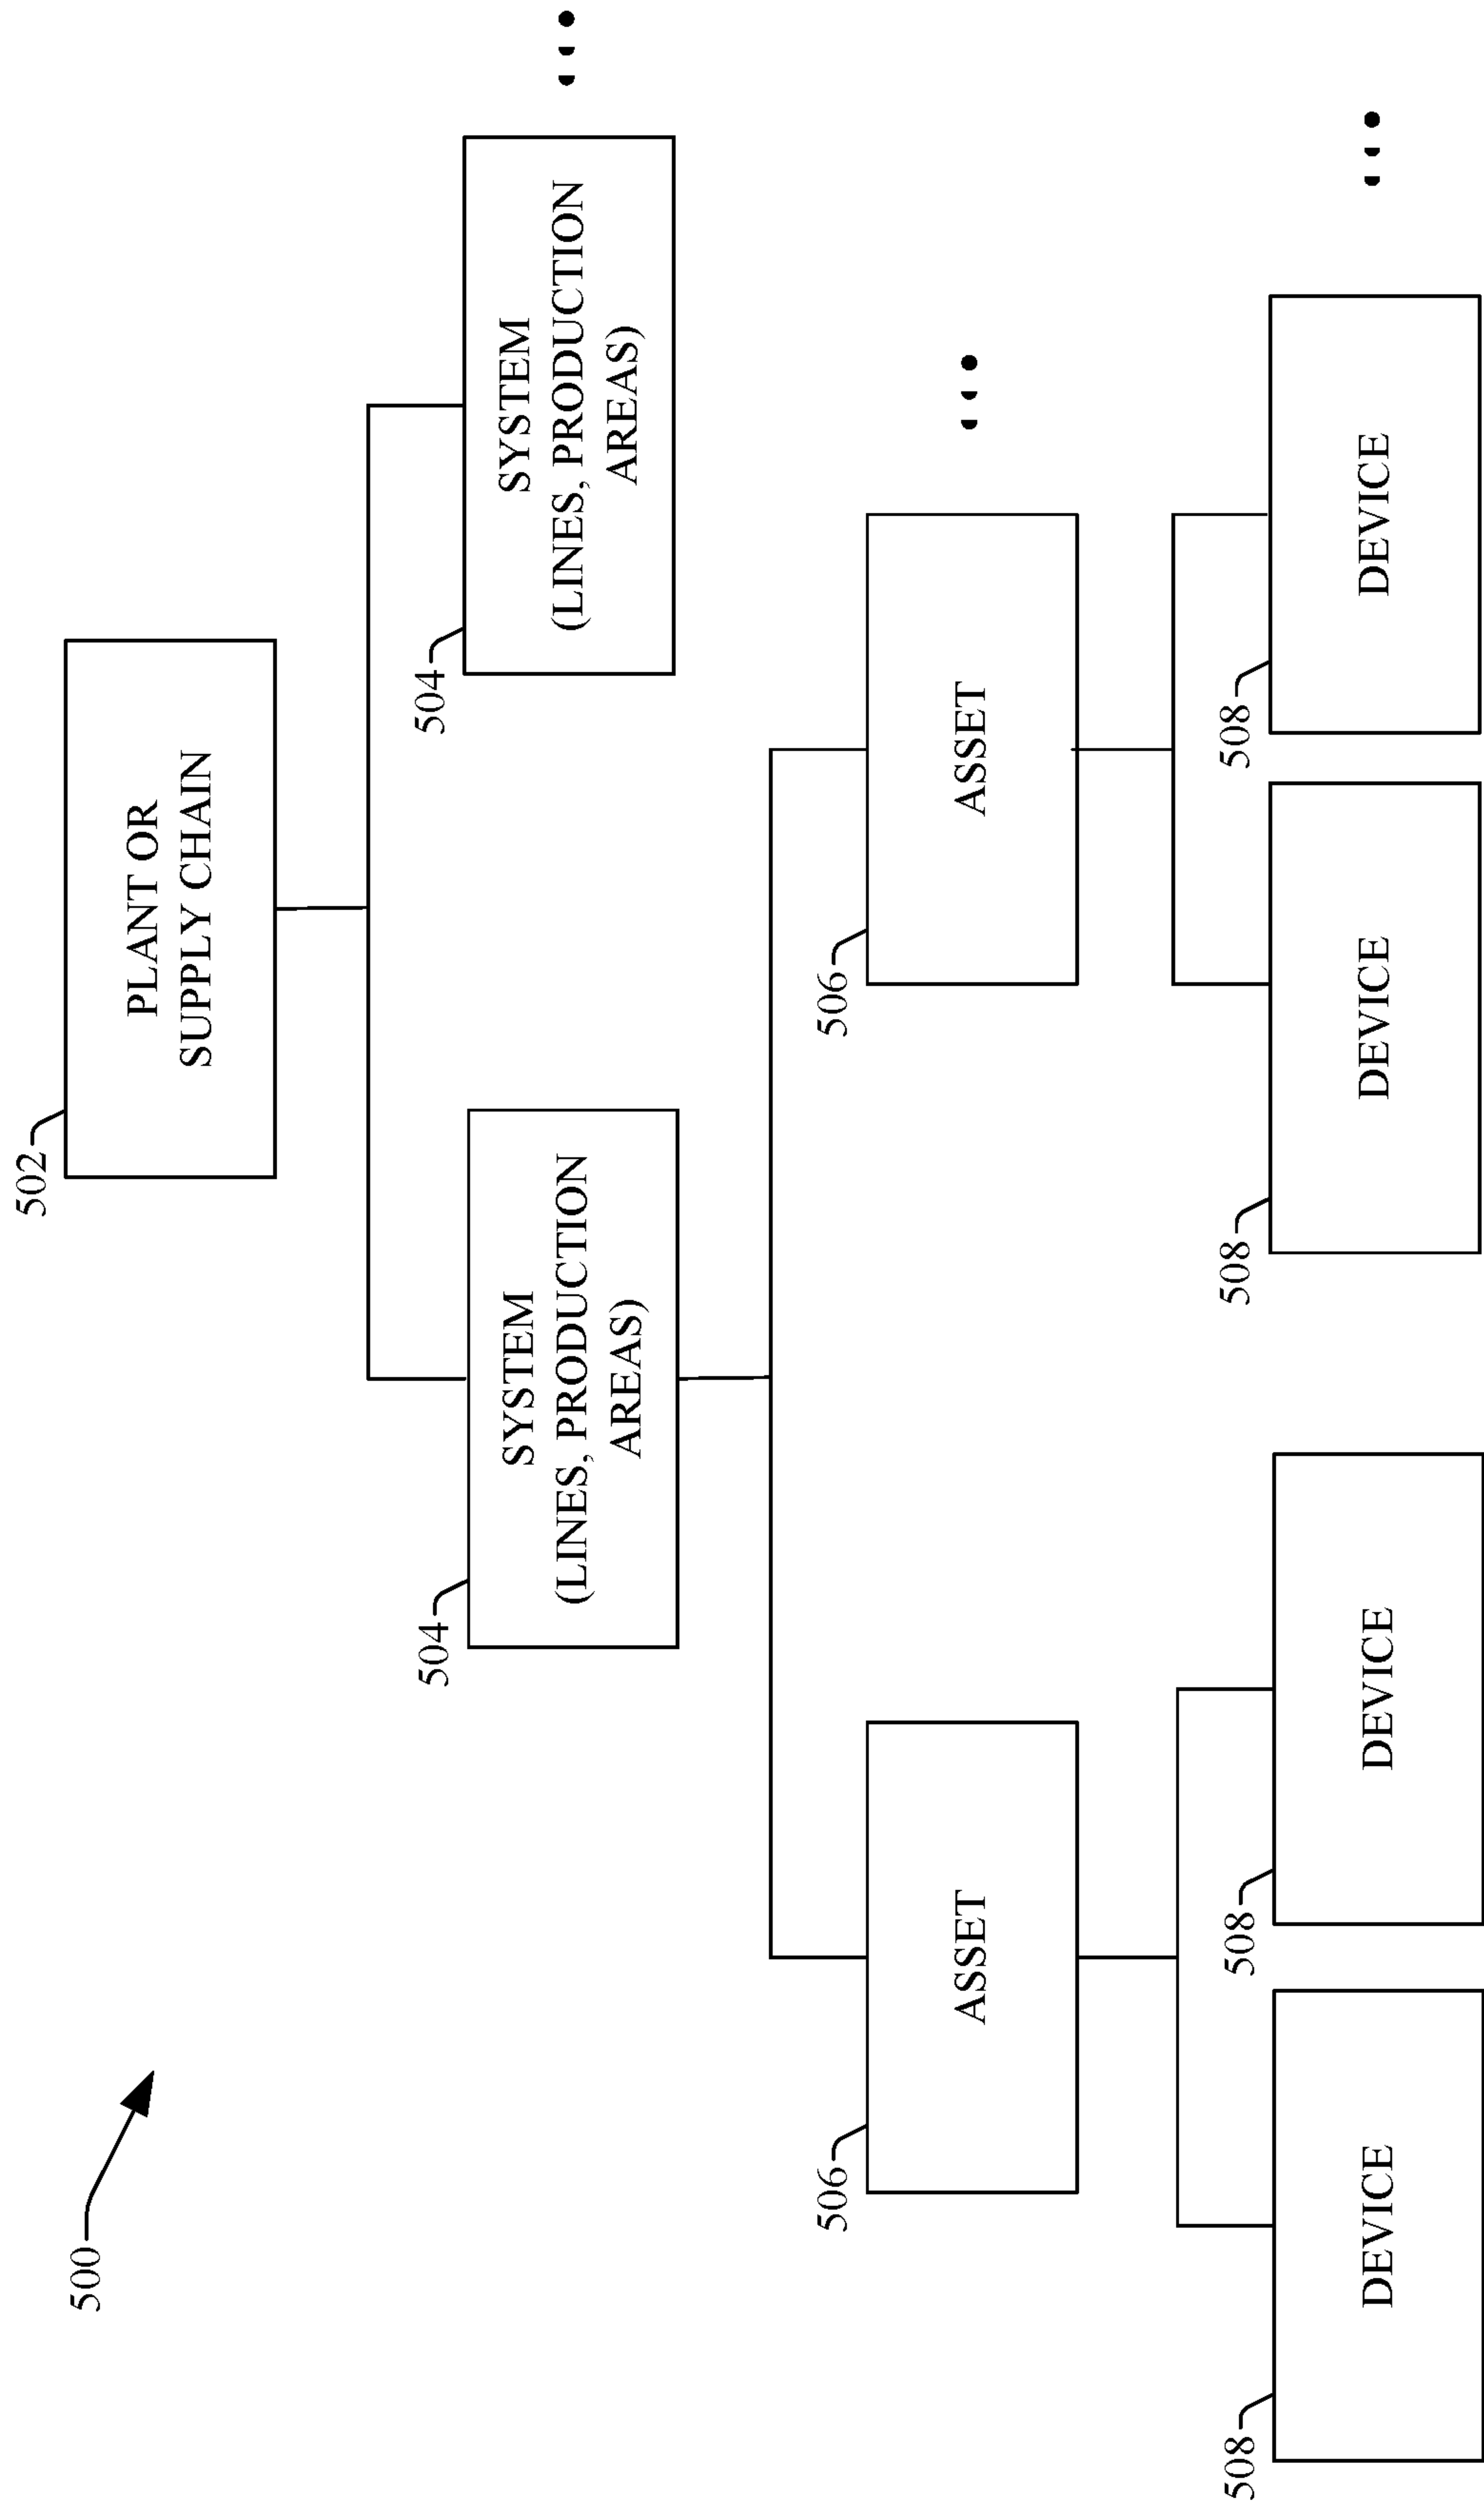 500
502
PLANT OR
SUPPLY CHAIN
504
SYSTEM
(LINES, PRODUCTION
AREAS)
504
SYSTEM
(LINES, PRODUCTION
AREAS)
506
ASSET
506
ASSET
508
DEVICE
508
DEVICE
508
DEVICE
508
DEVICE